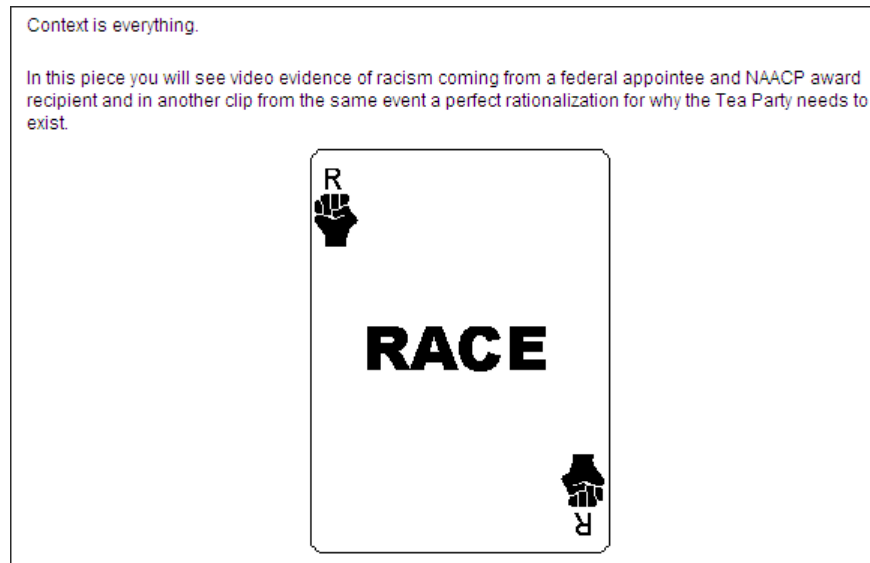 Context is everything.
In this piece you will see video evidence of racism coming from a federal appointee and NAACP award
recipient and in another clip from the same event a perfect rationalization for why the Tea Party needs to
exist.
R
RACE
R